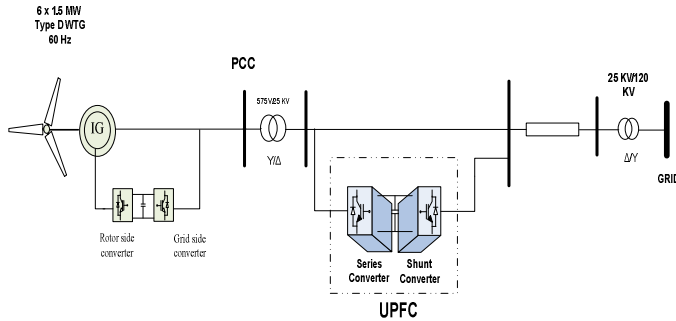 6 x 1.5 MW
Type DWTG
60 Hz
PCC
575V/25 KV
Y/Δ
IG
Rotor side
converter
Grid side
converter
Series
Converter
Shunt
Converter
UPFC
25 KV/120
KV
Δ/Y
GRID